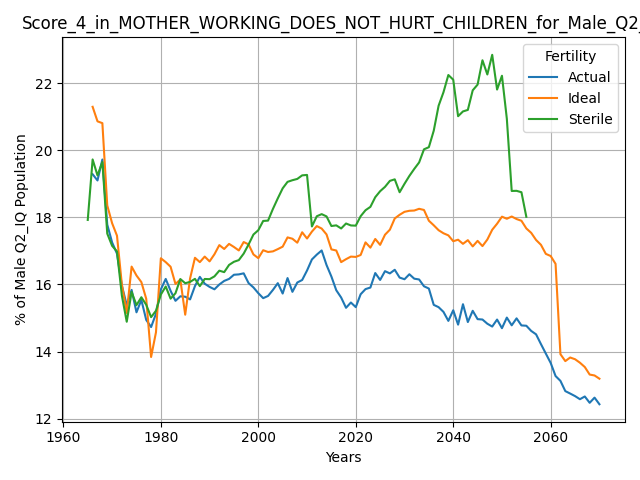 Score_4_in_MOTHER_WORKING_DOES_NOT_HURT_CHILDREN_for_Male_Q2_
Fertility
Actual
Ideal
Sterile
% of Male Q2_IQ Population
22
20
18
16
14
12
1960
1980
2000
2020
2040
2060
Years